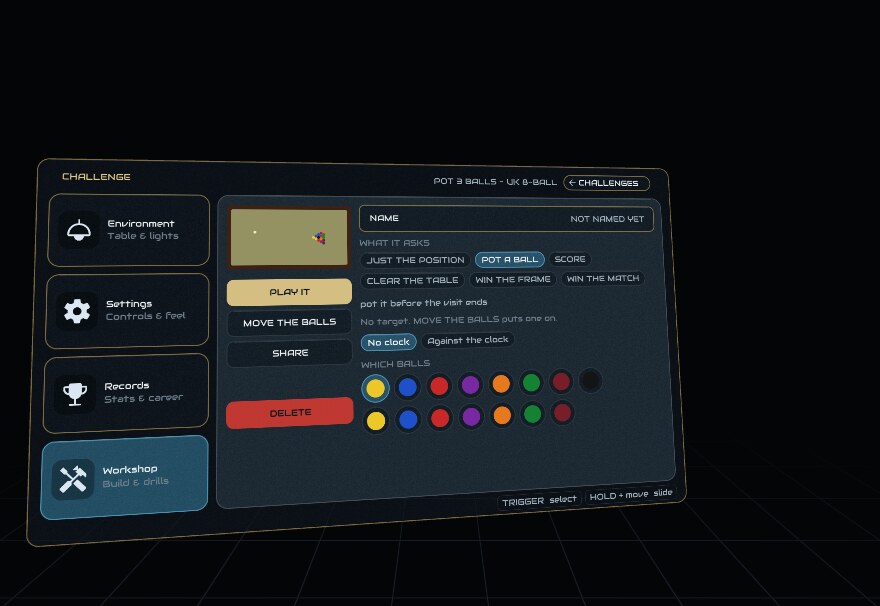 CHALLENGE
POT 3 BALLS - UK 8-BALL
← CHALLENGES
Environment
Table & lights
Settings
Controls & feel
Records
Stats & career
Workshop
Build & drills
PLAY IT
MOVE THE BALLS
SHARE
DELETE
NAME
NOT NAMED YET
WHAT IT ASKS
JUST THE POSITION
POT A BALL
SCORE
CLEAR THE TABLE
WIN THE FRAME
WIN THE MATCH
pot it before the visit ends
No target. MOVE THE BALLS puts one on.
No clock
Against the clock
WHICH BALLS
TRIGGER select
HOLD + move slide